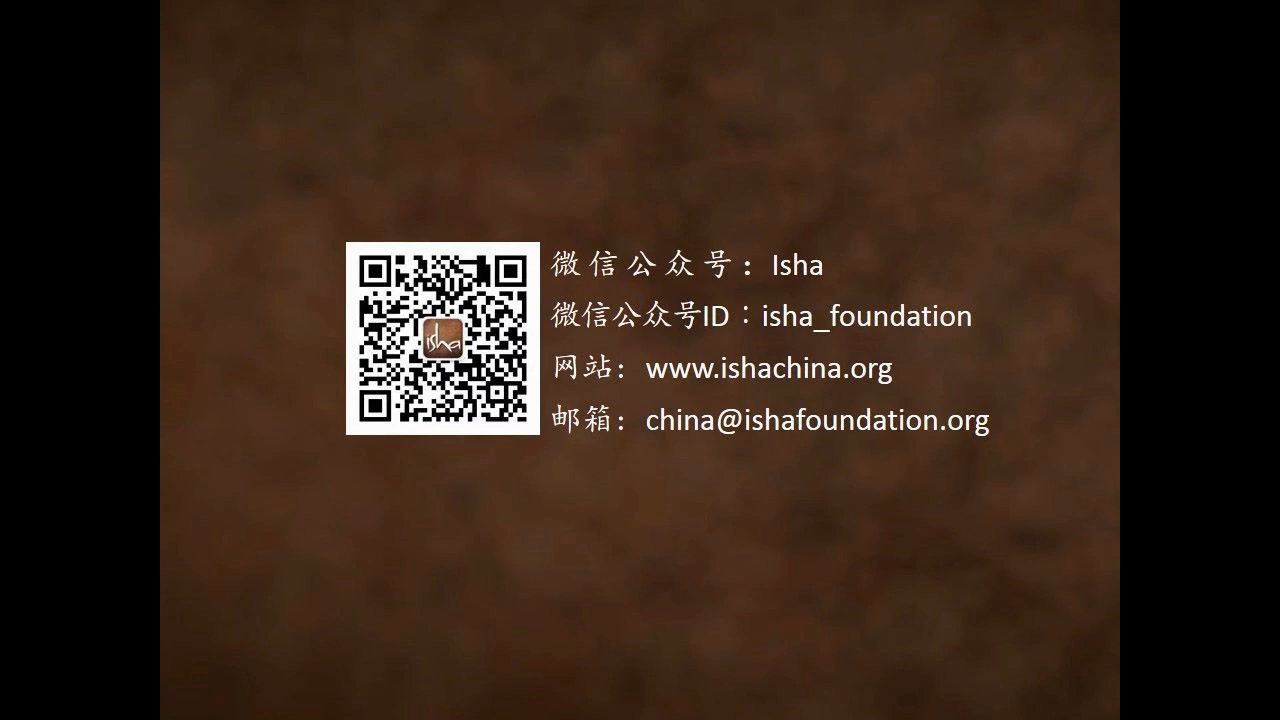 微信公众号：Isha
微信公众号ID：isha_foundation
网站：www.ishachina.org
邮箱：china@ishafoundation.org
isha